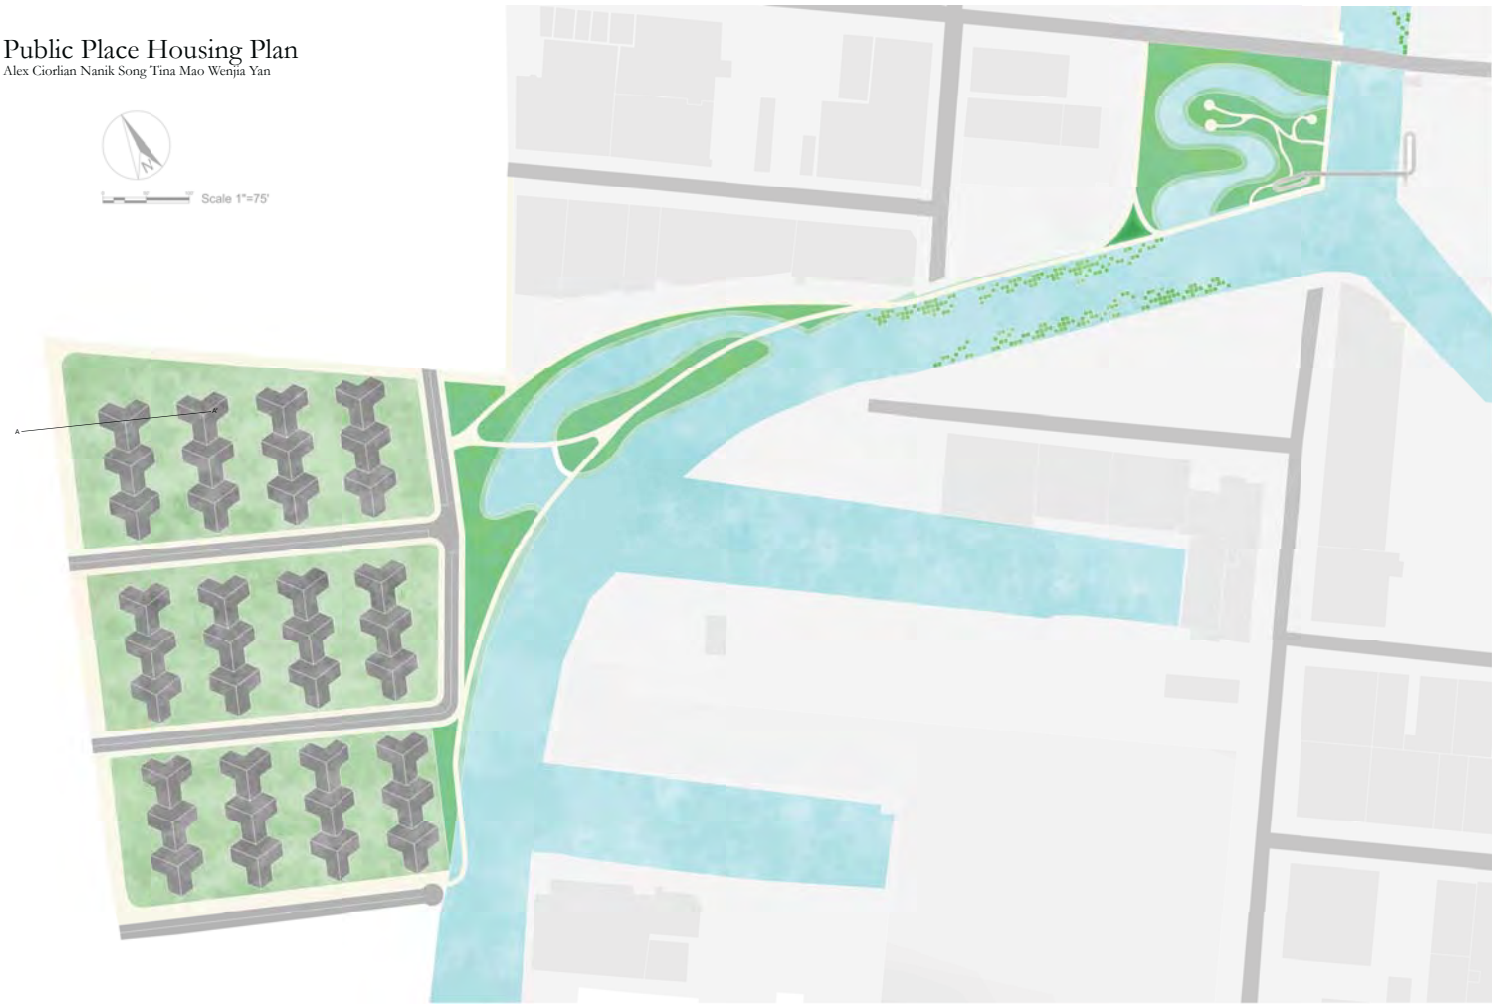 Public Place Housing Plan
Alex Ciorlian Nanik Song Tina Mao Wenjia Yan
N
Scale 1"=75'
A
A'